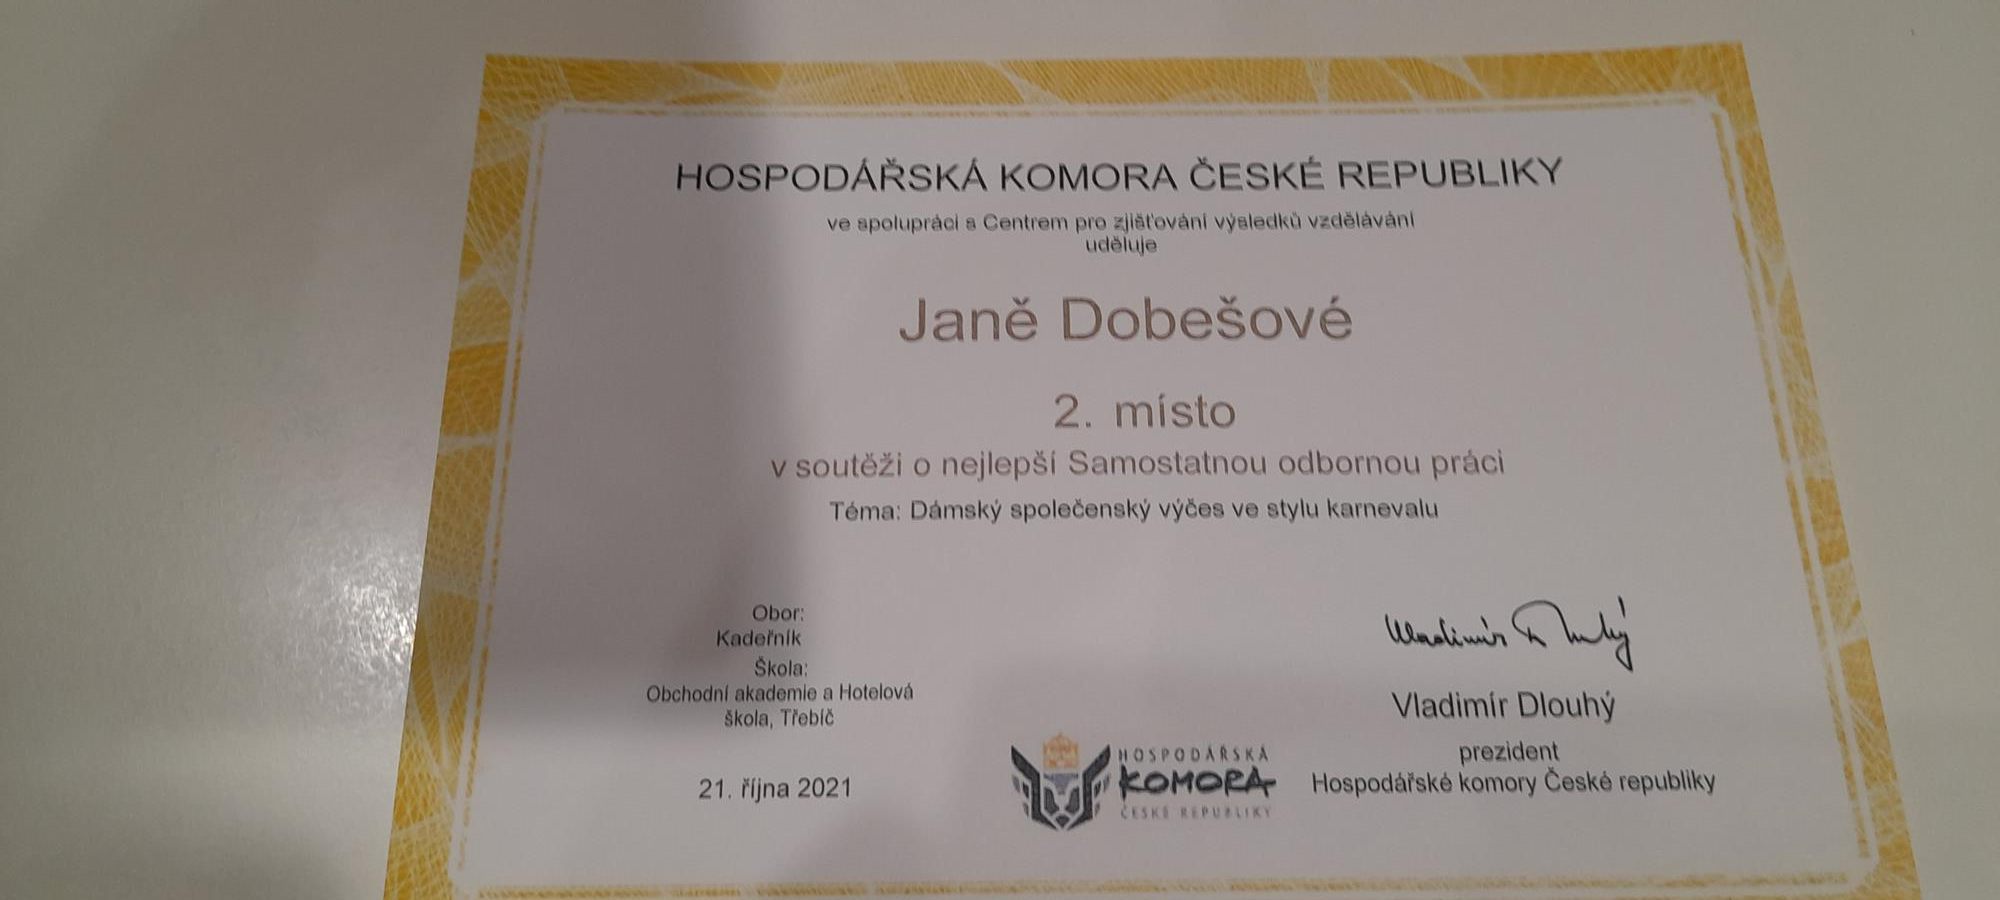 HOSPODÁŘSKÁ KOMORA ČESKÉ REPUBLIKY
ve spolupráci s Centrem pro zjišťování výsledků vzdělávání
uděluje
Janě Dobešové
2. místo
v soutěži o nejlepší Samostatnou odbornou práci
Téma: Dámský společenský výčes ve stylu karnevalu
Obor:
Kadeřník
Škola:
Obchodní akademie a Hotelová
škola, Třebíč
21. října 2021
HOSPODÁŘSKÁ
KOMORA
ČESKÉ REPUBLIKY
Vladimír Dlouhý
Vladimír Dlouhý
prezident
Hospodářské komory České republiky